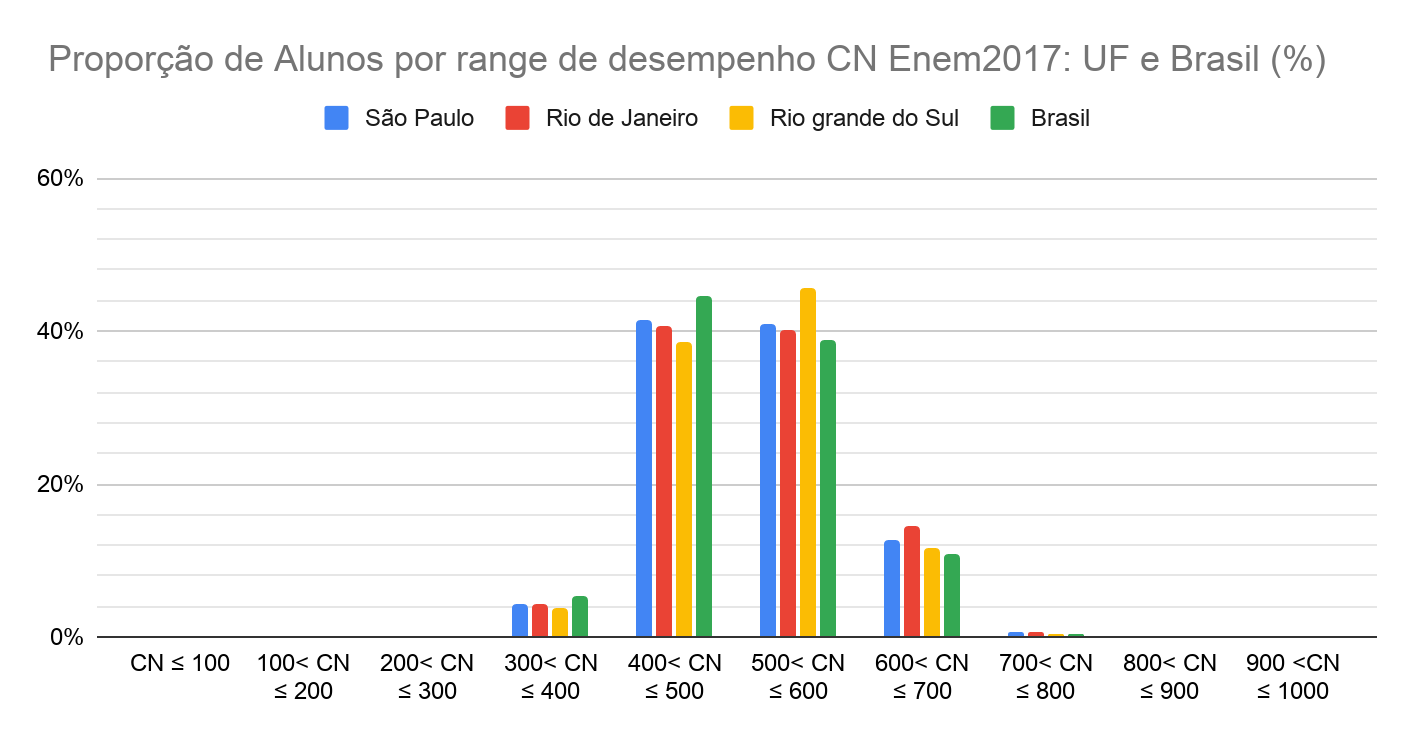 Proporção de Alunos por range de desempenho CN Enem2017: UF e Brasil (%)
São Paulo Rio de Janeiro Rio grande do Sul Brasil
60%
40%
20%
0%
CN ≤ 100 100< CN 200< CN 300< CN 400< CN 500< CN 600< CN 700< CN 800< CN 900 <CN
≤ 200 ≤ 300 ≤ 400 ≤ 500 ≤ 600 ≤ 700 ≤ 800 ≤ 900 ≤ 1000